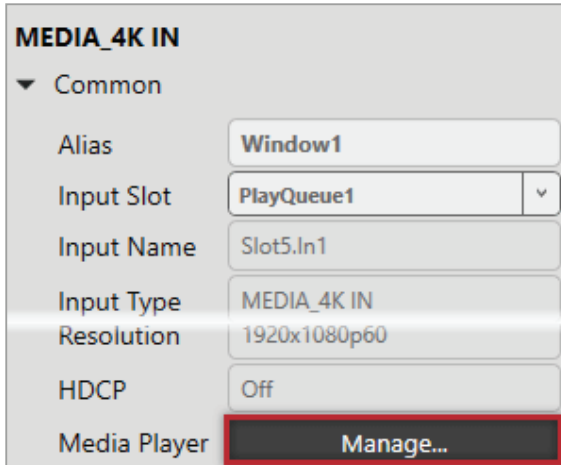 MEDIA_4K IN
Common
Alias Window1
Input Slot PlayQueue1
Input Name Slot5.In1
Input Type MEDIA_4K IN
Resolution 1920x1080p60
HDCP Off
Media Player Manage...